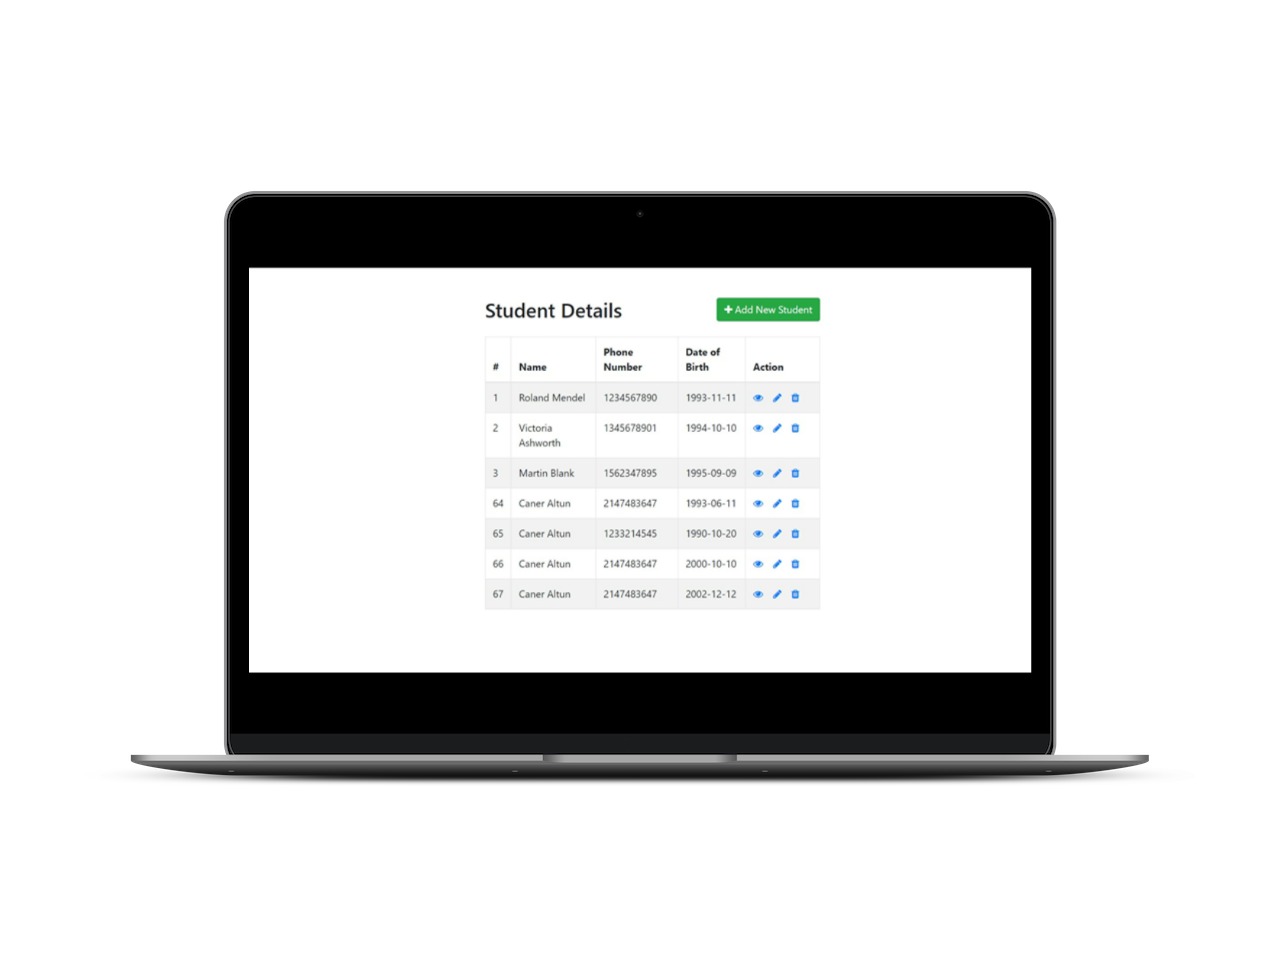 Student Details
Add New Student
# Name Phone Number Date of Birth Action
1 Roland Mendel 1234567890 1993-11-11
2 Victoria Ashworth 1345678901 1994-10-10
3 Martin Blank 1562347895 1995-09-09
64 Caner Altun 2147483647 1993-06-11
65 Caner Altun 1233214545 1990-10-20
66 Caner Altun 2147483647 2000-10-10
67 Caner Altun 2147483647 2002-12-12